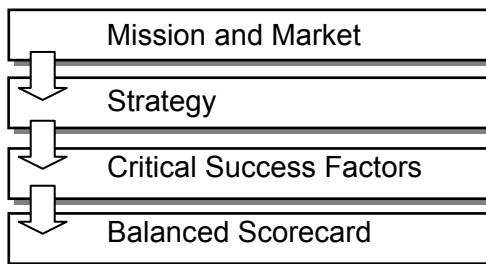 Mission and Market
Strategy
Critical Success Factors
Balanced Scorecard